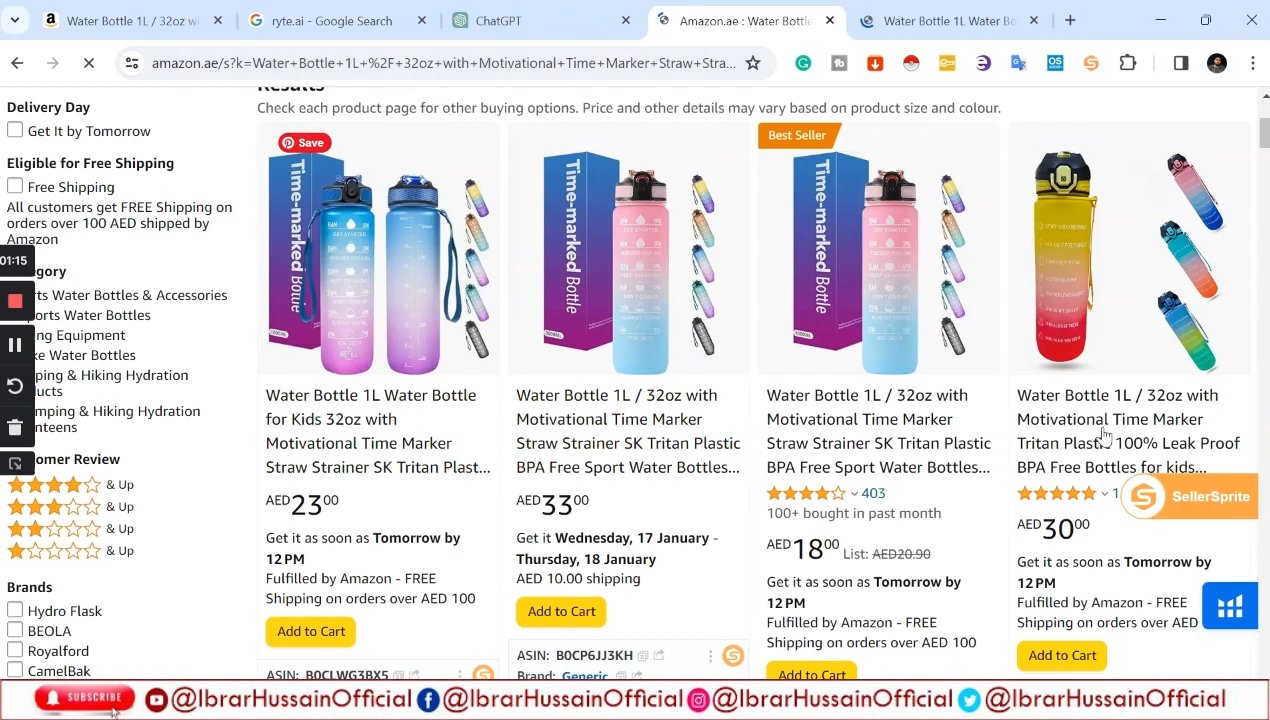 Water Bottle 1L / 32oz wi
ryte.ai - Google Search
ChatGPT
Amazon.ae : Water Bottle
Water Bottle 1L Water Bo
amazon.ae/s?k=Water+Bottle+1L+%2F+32oz+with+Motivational+Time+Marker+Straw+Stra...
Results
Check each product page for other buying options. Price and other details may vary based on product size and colour.
Delivery Day
Get It by Tomorrow
Eligible for Free Shipping
Free Shipping
All customers get FREE Shipping on
orders over 100 AED shipped by
Amazon
01:15
egory
rts Water Bottles & Accessories
ports Water Bottles
ing Equipment
ke Water Bottles
ping & Hiking Hydration
ducts
mping & Hiking Hydration
nteens
tomer Review
& Up
& Up
& Up
& Up
Brands
Hydro Flask
BEOLA
Royalford
CamelBak
Save
Time-marked Bottle
1000ML
Water Bottle 1L Water Bottle
for Kids 32oz with
Motivational Time Marker
Straw Strainer SK Tritan Plast...
AED 23 00
Get it as soon as Tomorrow by
12 PM
Fulfilled by Amazon - FREE
Shipping on orders over AED 100
Add to Cart
ASIN: B0CLWG3BX5
Time-marked Bottle
1000ML
Water Bottle 1L / 32oz with
Motivational Time Marker
Straw Strainer SK Tritan Plastic
BPA Free Sport Water Bottles...
AED 33 00
Get it Wednesday, 17 January -
Thursday, 18 January
AED 10.00 shipping
Add to Cart
ASIN: B0CP6JJ3KH
Brand: Generic
Best Seller
Time-marked Bottle
1000ML
Water Bottle 1L / 32oz with
Motivational Time Marker
Straw Strainer SK Tritan Plastic
BPA Free Sport Water Bottles...
403
100+ bought in past month
AED 18 00 List: AED20.90
Get it as soon as Tomorrow by
12 PM
Fulfilled by Amazon - FREE
Shipping on orders over AED 100
Add to Cart
Water Bottle 1L / 32oz with
Motivational Time Marker
Tritan Plastic 100% Leak Proof
BPA Free Bottles for kids...
1
SellerSprite
AED 30 00
Get it as soon as Tomorrow by
12 PM
Fulfilled by Amazon - FREE
Shipping on orders over AED
Add to Cart
SUBSCRIBE
@IbrarHussainOfficial
@IbrarHussainOfficial
@IbrarHussainOfficial
@IbrarHussainOfficial